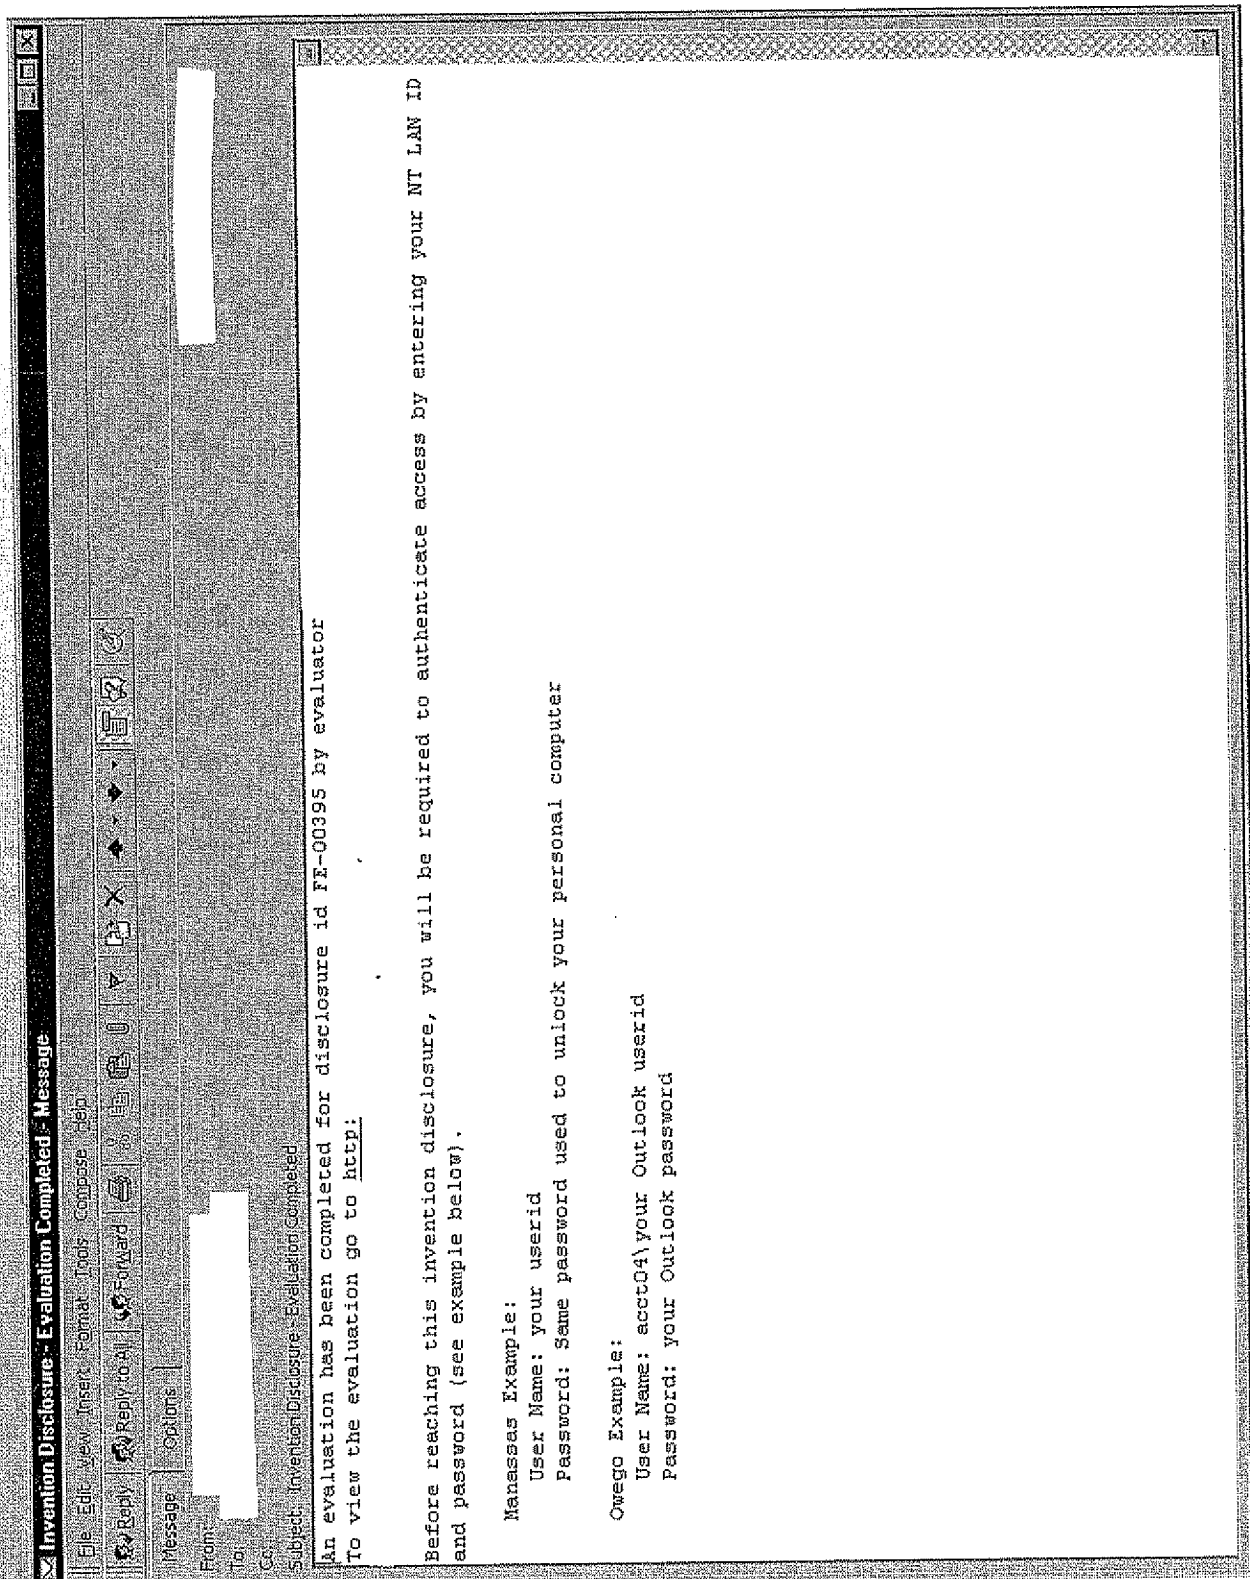 Invention Disclosure - Evaluation Completed - Message
File Edit View Insert Format Tools Compose Help
Reply Reply to All Forward
Message Options
From:
To:
Cc:
Subject: Invention Disclosure - Evaluation Completed
An evaluation has been completed for disclosure id FE-00395 by evaluator
To view the evaluation go to http:
Before reaching this invention disclosure, you will be required to authenticate access by entering your NT LAN ID
and password (see example below).
Manassas Example:
User Name: your userid
Password: Same password used to unlock your personal computer
Owego Example:
User Name: acct04\your Outlook userid
Password: your Outlook password